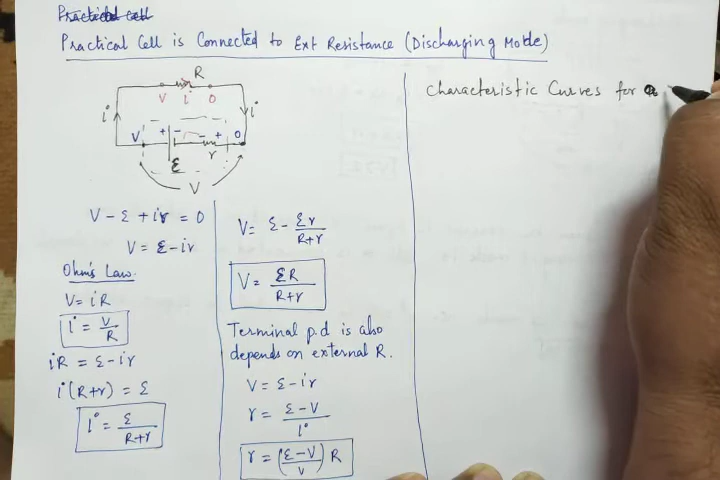 Practical Cell is Connected to Ext Resistance (Discharging Mode)
R
V i 0
i i
V + - - + 0
ε r
V
V - ε + ir = 0
V = ε - ir
Ohm's Law.
V = iR
i = V/R
iR = ε - ir
i(R+r) = ε
i = ε/R+r
V = ε - εr/R+r
V = εR/R+r
Terminal p.d is also
depends on external R.
V = ε - ir
r = ε-V/i
r = (ε-V/V) R
Characteristic Curves for